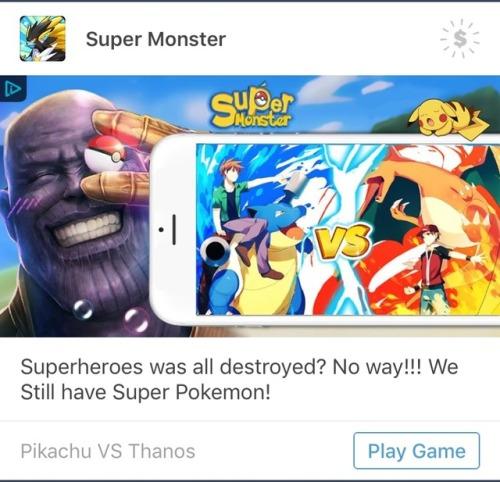 Super Monster
$
Super
Monster
VS
Superheroes was all destroyed? No way!!! We
Still have Super Pokemon!
Pikachu VS Thanos
Play Game